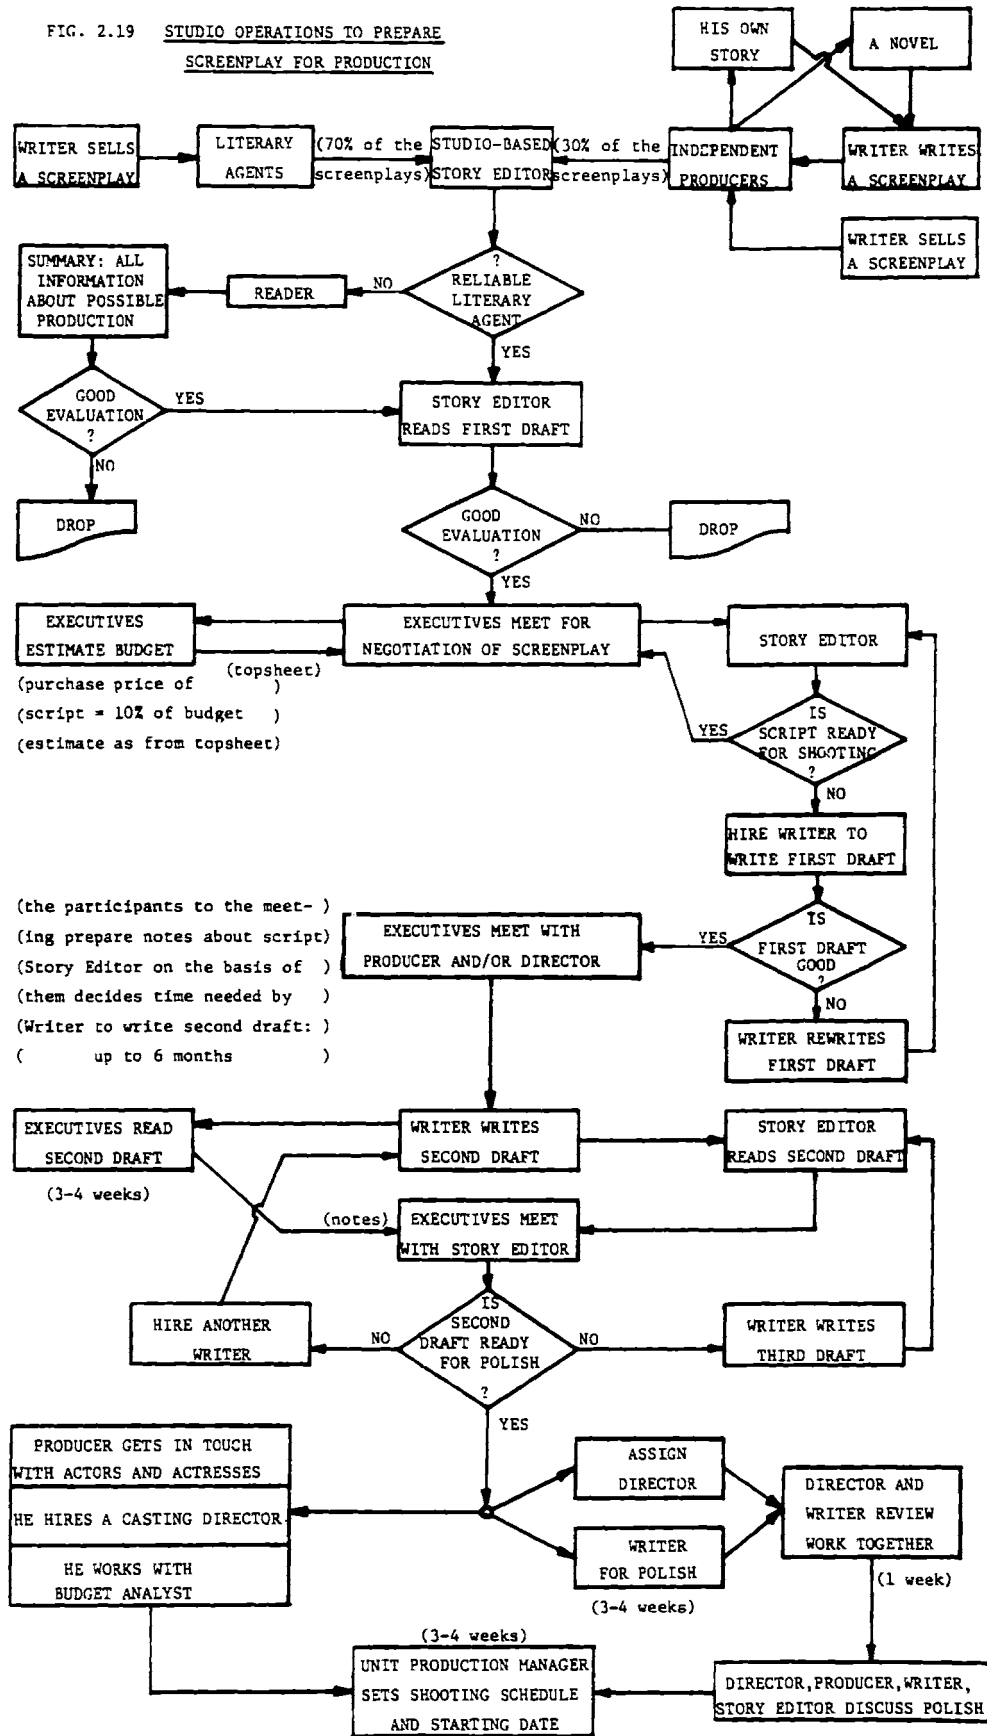 FIG. 2.19 STUDIO OPERATIONS TO PREPARE
SCREENPLAY FOR PRODUCTION
HIS OWN
STORY
A NOVEL
WRITER SELLS
A SCREENPLAY
LITERARY
AGENTS
(70% of the
screenplays)
STUDIO-BASED
STORY EDITOR
(30% of the
screenplays)
INDEPENDENT
PRODUCERS
WRITER WRITES
A SCREENPLAY
WRITER SELLS
A SCREENPLAY
SUMMARY: ALL
INFORMATION
ABOUT POSSIBLE
PRODUCTION
READER
NO
?
RELIABLE
LITERARY
AGENT
YES
GOOD
EVALUATION
?
YES
NO
DROP
STORY EDITOR
READS FIRST DRAFT
GOOD
EVALUATION
?
NO
DROP
YES
EXECUTIVES
ESTIMATE BUDGET
(topsheet)
(purchase price of )
(script = 10% of budget )
(estimate as from topsheet)
EXECUTIVES MEET FOR
NEGOTIATION OF SCREENPLAY
STORY EDITOR
YES
IS
SCRIPT READY
FOR SHOOTING
?
NO
HIRE WRITER TO
WRITE FIRST DRAFT
(the participants to the meet- )
(ing prepare notes about script)
(Story Editor on the basis of )
(them decides time needed by )
(Writer to write second draft: )
( up to 6 months )
EXECUTIVES MEET WITH
PRODUCER AND/OR DIRECTOR
YES
IS
FIRST DRAFT
GOOD
?
NO
WRITER REWRITES
FIRST DRAFT
EXECUTIVES READ
SECOND DRAFT
(3-4 weeks)
WRITER WRITES
SECOND DRAFT
STORY EDITOR
READS SECOND DRAFT
(notes)
EXECUTIVES MEET
WITH STORY EDITOR
HIRE ANOTHER
WRITER
NO
IS
SECOND
DRAFT READY
FOR POLISH
?
NO
WRITER WRITES
THIRD DRAFT
YES
PRODUCER GETS IN TOUCH
WITH ACTORS AND ACTRESSES
HE HIRES A CASTING DIRECTOR
HE WORKS WITH
BUDGET ANALYST
ASSIGN
DIRECTOR
WRITER
FOR POLISH
(3-4 weeks)
DIRECTOR AND
WRITER REVIEW
WORK TOGETHER
(1 week)
(3-4 weeks)
UNIT PRODUCTION MANAGER
SETS SHOOTING SCHEDULE
AND STARTING DATE
DIRECTOR,PRODUCER,WRITER,
STORY EDITOR DISCUSS POLISH